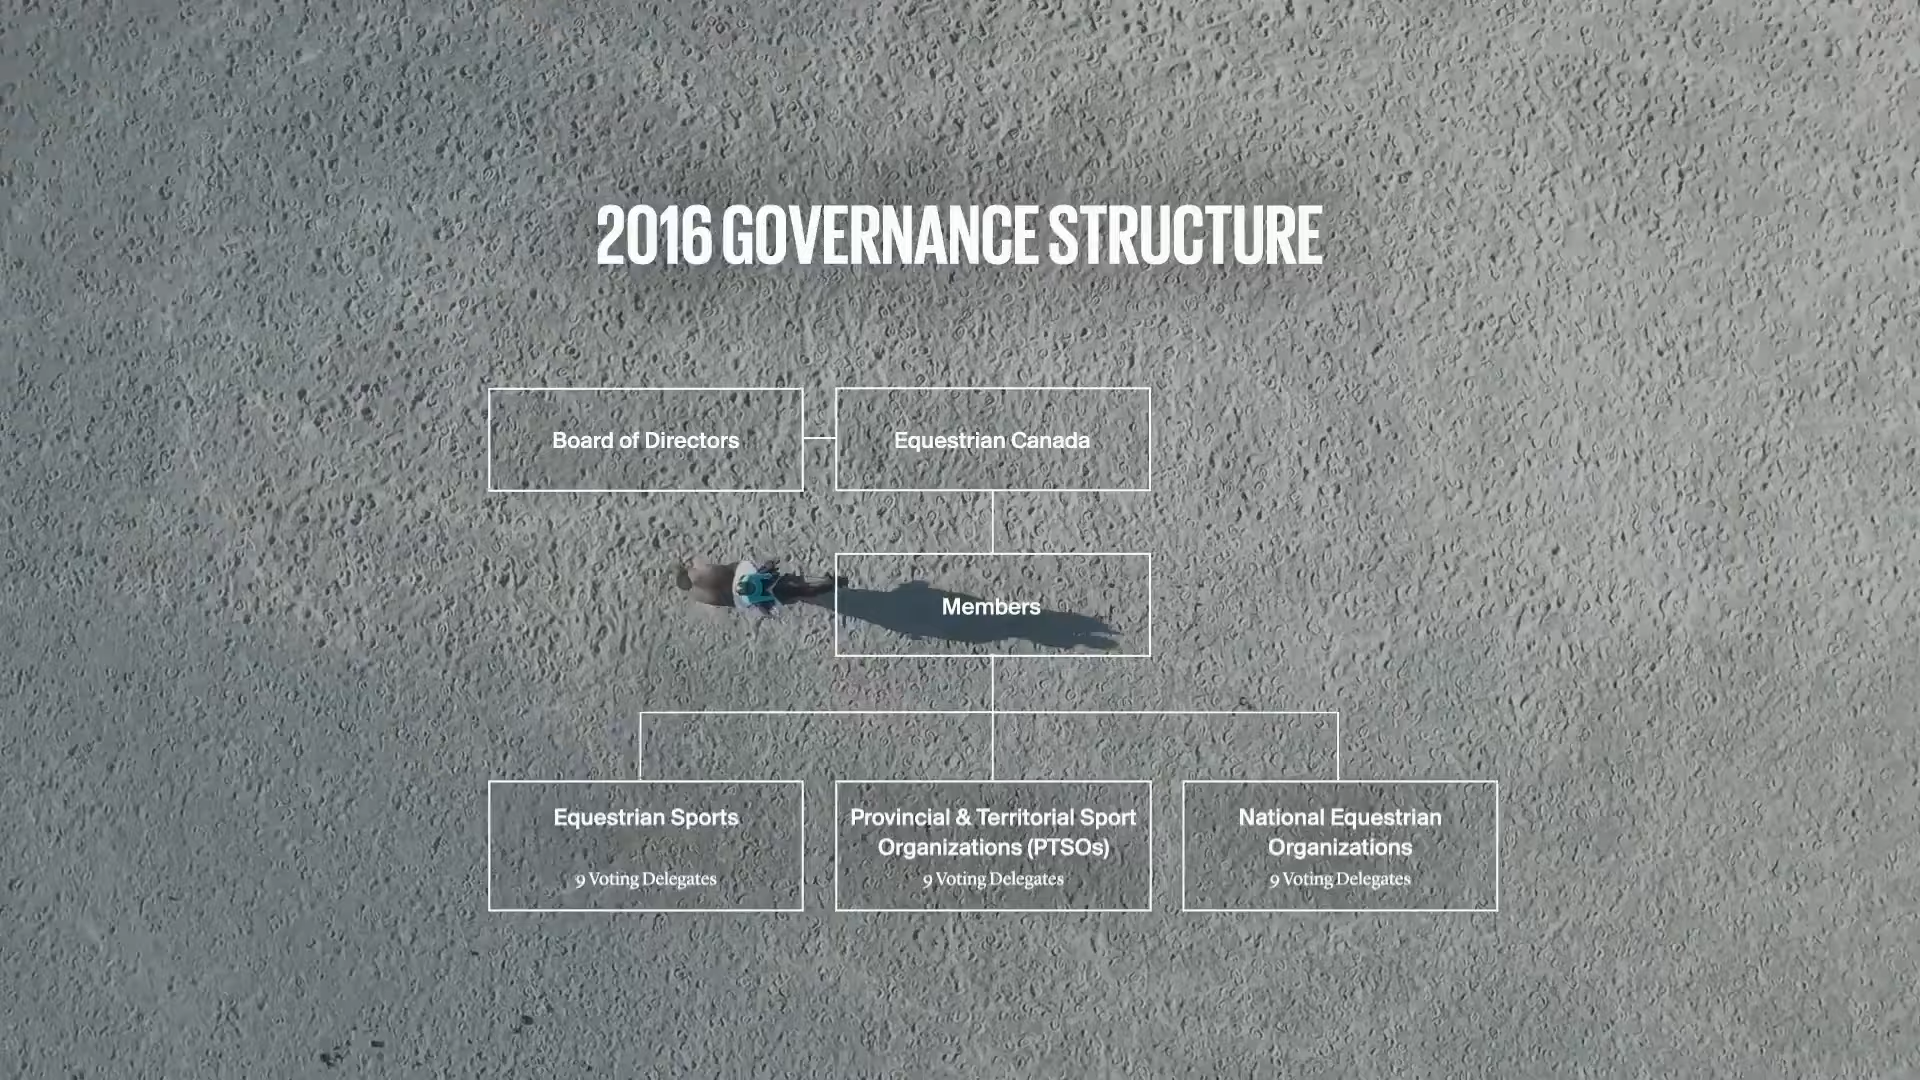 2016 GOVERNANCE STRUCTURE
Board of Directors
Equestrian Canada
Members
Equestrian Sports
9 Voting Delegates
Provincial & Territorial Sport
Organizations (PTSOs)
9 Voting Delegates
National Equestrian
Organizations
9 Voting Delegates